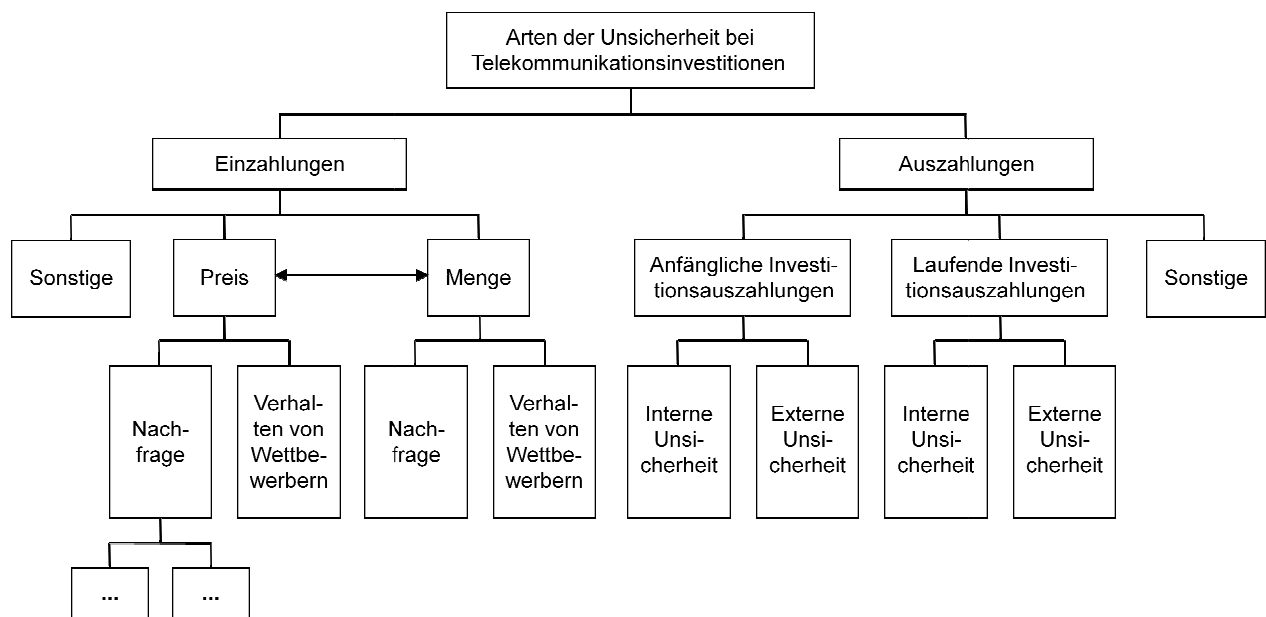 Arten der Unsicherheit bei
Telekommunikationsinvestitionen
Einzahlungen
Auszahlungen
Sonstige
Preis
Menge
Anfängliche Investi-
tionsauszahlungen
Laufende Investi-
tionsauszahlungen
Sonstige
Nach-
frage
Verhal-
ten von
Wettbe-
werbern
Nach-
frage
Verhal-
ten von
Wettbe-
werbern
Interne
Unsi-
cherheit
Externe
Unsi-
cherheit
Interne
Unsi-
cherheit
Externe
Unsi-
cherheit
...
...